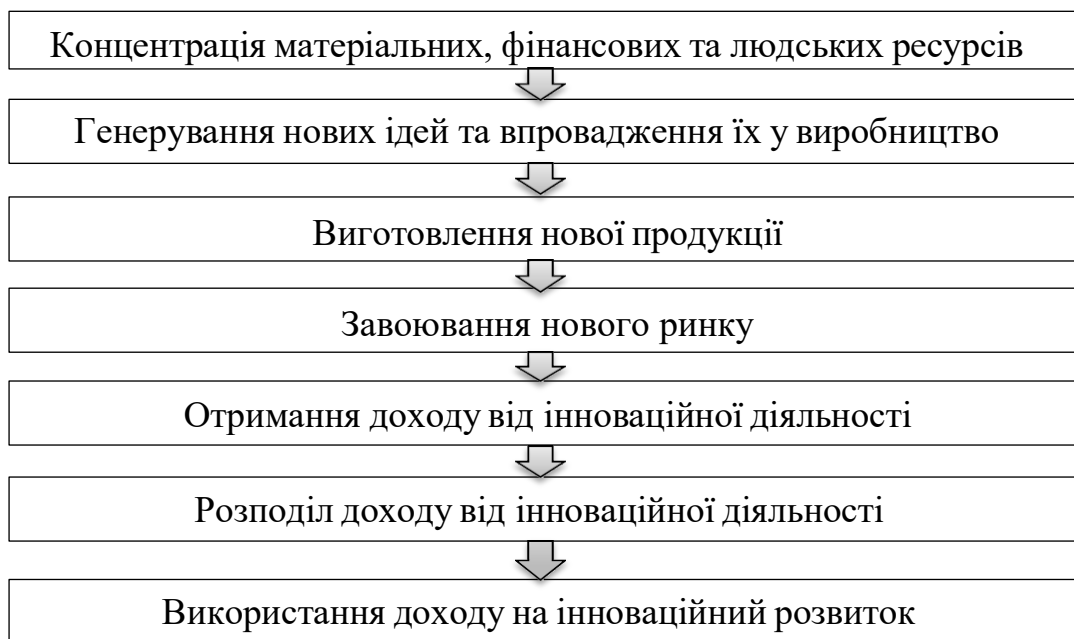 Концентрація матеріальних, фінансових та людських ресурсів
Генерування нових ідей та впровадження їх у виробництво
Виготовлення нової продукції
Завоювання нового ринку
Отримання доходу від інноваційної діяльності
Розподіл доходу від інноваційної діяльності
Використання доходу на інноваційний розвиток